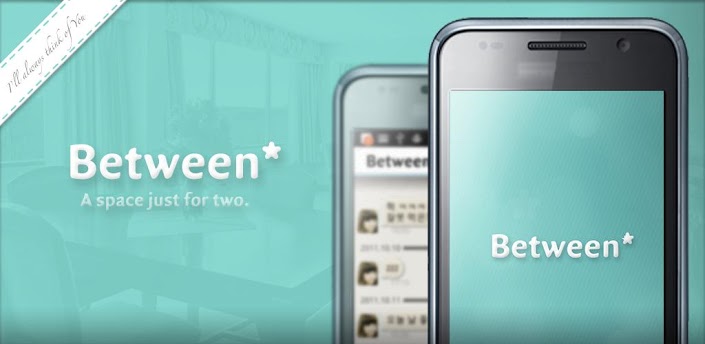 I'll always think of You
Between*
A space just for two.
Between
2011.10.10
2011.10.11
Between*